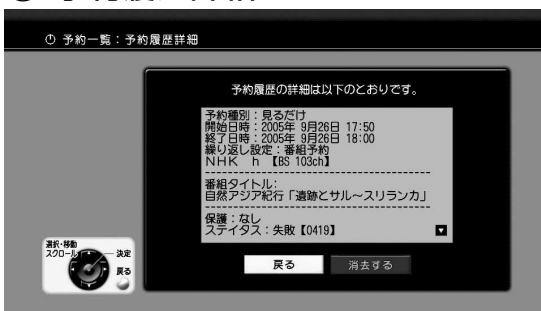 予約一覧：予約履歴詳細
予約履歴の詳細は以下のとおりです。
予約種別：見るだけ
開始日時：2005年 9月26日 17:50
終了日時：2005年 9月26日 18:00
繰り返し設定：番組予約
NHK h【BS 103ch】
番組タイトル：
自然アジア紀行「遺跡とサル～スリランカ」
保護：なし
ステイタス：失敗【0419】
選択・移動
スクロール
決定
戻る
戻る
消去する